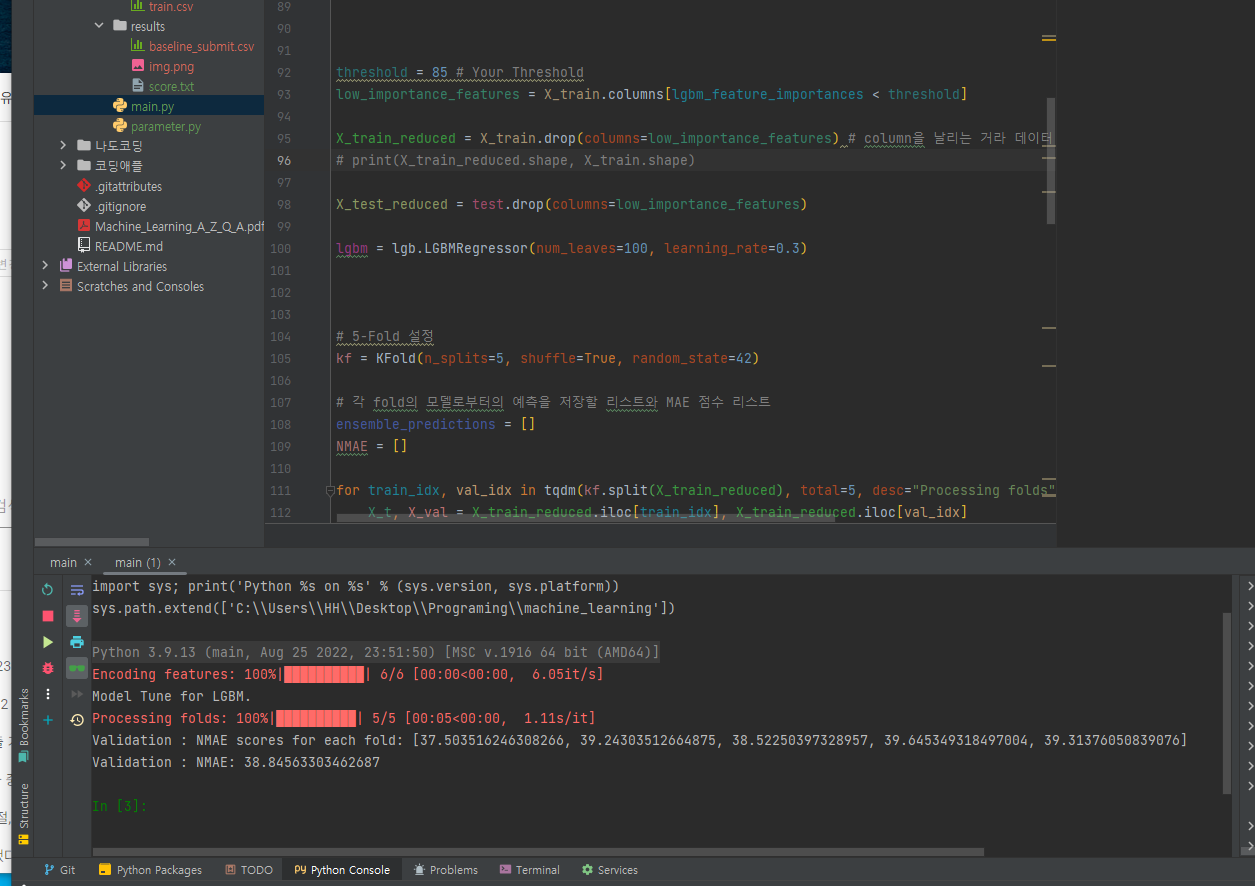 train.csv
results
baseline_submit.csv
img.png
score.txt
main.py
parameter.py
나도코딩
코딩애플
.gitattributes
.gitignore
Machine_Learning_A_Z_Q_A.pdf
README.md
External Libraries
Scratches and Consoles
89
90
91
92 threshold = 85 # Your Threshold
93 low_importance_features = X_train.columns[lgbm_feature_importances < threshold]
94
95 X_train_reduced = X_train.drop(columns=low_importance_features) # column을 날리는 거라 데이터
96 # print(X_train_reduced.shape, X_train.shape)
97
98 X_test_reduced = test.drop(columns=low_importance_features)
99
100 lgbm = lgb.LGBMRegressor(num_leaves=100, learning_rate=0.3)
101
102
103
104 # 5-Fold 설정
105 kf = KFold(n_splits=5, shuffle=True, random_state=42)
106
107 # 각 fold의 모델로부터의 예측을 저장할 리스트와 MAE 점수 리스트
108 ensemble_predictions = []
109 NMAE = []
110
111 for train_idx, val_idx in tqdm(kf.split(X_train_reduced), total=5, desc="Processing folds"
112 X_t, X_val = X_train_reduced.iloc[train_idx], X_train_reduced.iloc[val_idx]
main
main (1)
import sys; print('Python %s on %s' % (sys.version, sys.platform))
sys.path.extend(['C:\\Users\\HH\\Desktop\\Programing\\machine_learning'])
Python 3.9.13 (main, Aug 25 2022, 23:51:50) [MSC v.1916 64 bit (AMD64)]
Encoding features: 100%|██████████| 6/6 [00:00<00:00, 6.05it/s]
Model Tune for LGBM.
Processing folds: 100%|██████████| 5/5 [00:05<00:00, 1.11s/it]
Validation : NMAE scores for each fold: [37.503516246308266, 39.24303512664875, 38.52250397328957, 39.645349318497004, 39.31376050839076]
Validation : NMAE: 38.84563303462687
In [3]:
Bookmarks
Structure
Git
Python Packages
TODO
Python Console
Problems
Terminal
Services